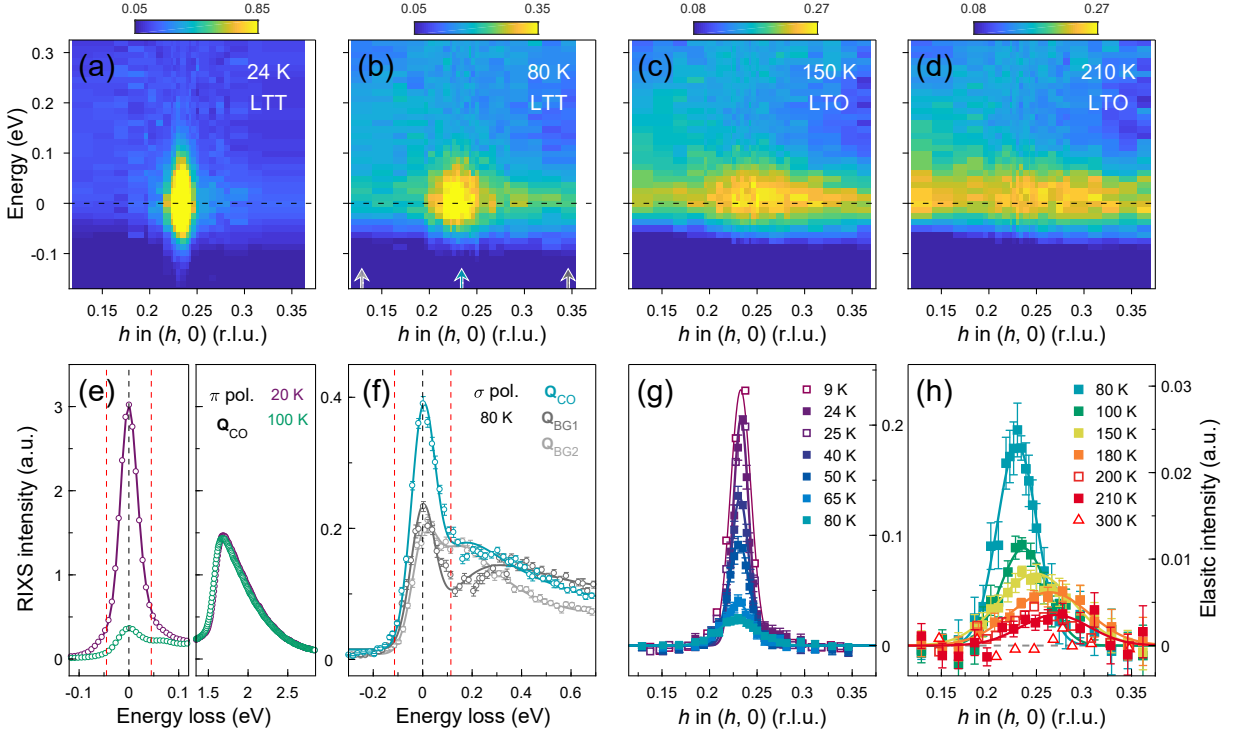 0.05 0.85
0.05 0.35
0.08 0.27
0.08 0.27
Energy (eV)
0.3
0.2
0.1
0
-0.1
(a) 24 K
LTT
0.15 0.2 0.25 0.3 0.35
h in (h, 0) (r.l.u.)
(b) 80 K
LTT
0.15 0.2 0.25 0.3 0.35
h in (h, 0) (r.l.u.)
(c) 150 K
LTO
0.15 0.2 0.25 0.3 0.35
h in (h, 0) (r.l.u.)
(d) 210 K
LTO
0.15 0.2 0.25 0.3 0.35
h in (h, 0) (r.l.u.)
RIXS intensity (a.u.)
3
2
1
0
(e)
π pol. 20 K
QCO 100 K
-0.1 0 0.1 1.5 2.0 2.5
Energy loss (eV)
0.4
0.2
0
(f)
σ pol. QCO
80 K QBG1
QBG2
-0.2 0 0.2 0.4 0.6
Energy loss (eV)
(g)
9 K
24 K
25 K
40 K
50 K
65 K
80 K
0.2
0.1
0
0.15 0.20 0.25 0.30 0.35
h in (h, 0) (r.l.u.)
(h)
80 K
100 K
150 K
180 K
200 K
210 K
300 K
0.03
0.02
0.01
0
Elasitc intensity (a.u.)
0.15 0.20 0.25 0.30 0.35
h in (h, 0) (r.l.u.)